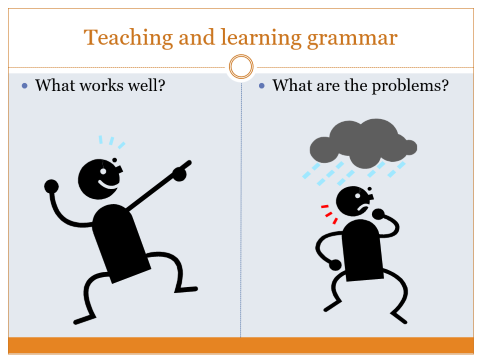 Teaching and learning grammar
• What works well?
• What are the problems?